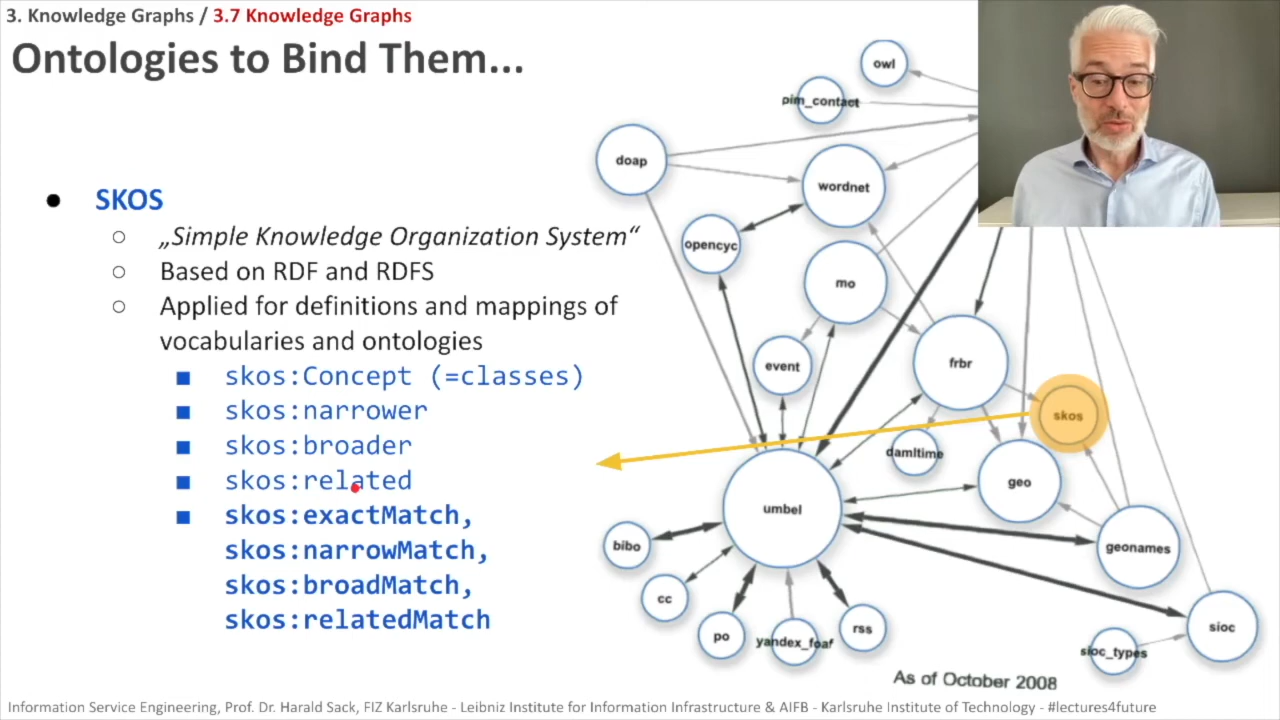 3. Knowledge Graphs / 3.7 Knowledge Graphs
Ontologies to Bind Them...
SKOS
„Simple Knowledge Organization System“
Based on RDF and RDFS
Applied for definitions and mappings of
vocabularies and ontologies
skos:Concept (=classes)
skos:narrower
skos:broader
skos:related
skos:exactMatch,
skos:narrowMatch,
skos:broadMatch,
skos:relatedMatch
owl
pim_contact
doap
wordnet
opencyc
mo
event
frbr
skos
damltime
geo
umbel
bibo
geonames
cc
po
yandex_foaf
rss
sioc
sioc_types
As of October 2008
Information Service Engineering, Prof. Dr. Harald Sack, FIZ Karlsruhe - Leibniz Institute for Information Infrastructure & AIFB - Karlsruhe Institute of Technology - #lectures4future